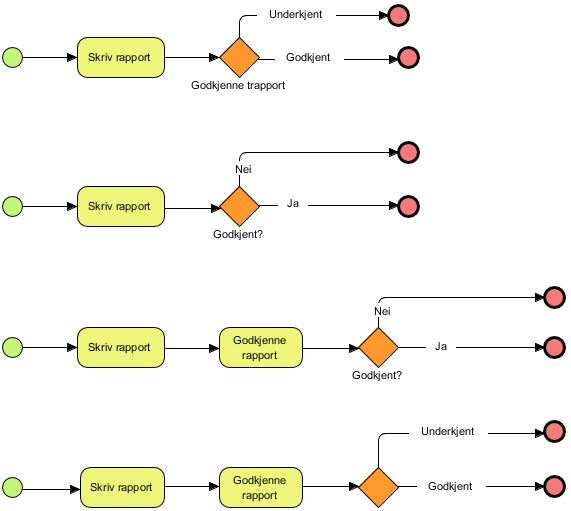 Underkjent
Skriv rapport
Godkjent
Godkjenne trapport
Nei
Skriv rapport
Ja
Godkjent?
Nei
Skriv rapport
Godkjenne
rapport
Ja
Godkjent?
Underkjent
Skriv rapport
Godkjenne
rapport
Godkjent